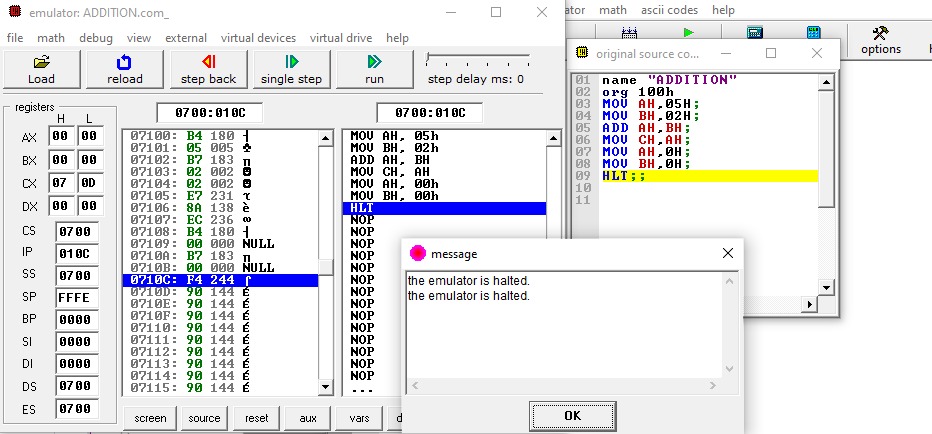 emulator: ADDITION.com_
file math debug view external virtual devices virtual drive help
Load reload step back single step run step delay ms: 0
registers
H L
AX 00 00
BX 00 00
CX 07 0D
DX 00 00
CS 0700
IP 010C
SS 0700
SP FFFE
BP 0000
SI 0000
DI 0000
DS 0700
ES 0700
0700:010C
07100: B4 180 ┤
07101: 05 005 ♣
07102: B7 183 ╖
07103: 02 002 ☻
07104: 02 002 ☻
07105: E7 231 τ
07106: 8A 138 è
07107: EC 236 ∞
07108: B4 180 ┤
07109: 00 000 NULL
0710A: B7 183 ╖
0710B: 00 000 NULL
0710C: F4 244 ⌠
0710D: 90 144 É
0710E: 90 144 É
0710F: 90 144 É
07110: 90 144 É
07111: 90 144 É
07112: 90 144 É
07113: 90 144 É
07114: 90 144 É
07115: 90 144 É
0700:010C
MOV AH, 05h
MOV BH, 02h
ADD AH, BH
MOV CH, AH
MOV AH, 00h
MOV BH, 00h
HLT
NOP
NOP
NOP
NOP
NOP
NOP
NOP
NOP
NOP
NOP
NOP
NOP
NOP
NOP
...
screen source reset aux vars d
ator math ascii codes help
options
original source co...
01 name "ADDITION"
02 org 100h
03 MOV AH,05H;
04 MOV BH,02H;
05 ADD AH,BH;
06 MOV CH,AH;
07 MOV AH,0H;
08 MOV BH,0H;
09 HLT;;
10
11
message
the emulator is halted.
the emulator is halted.
OK